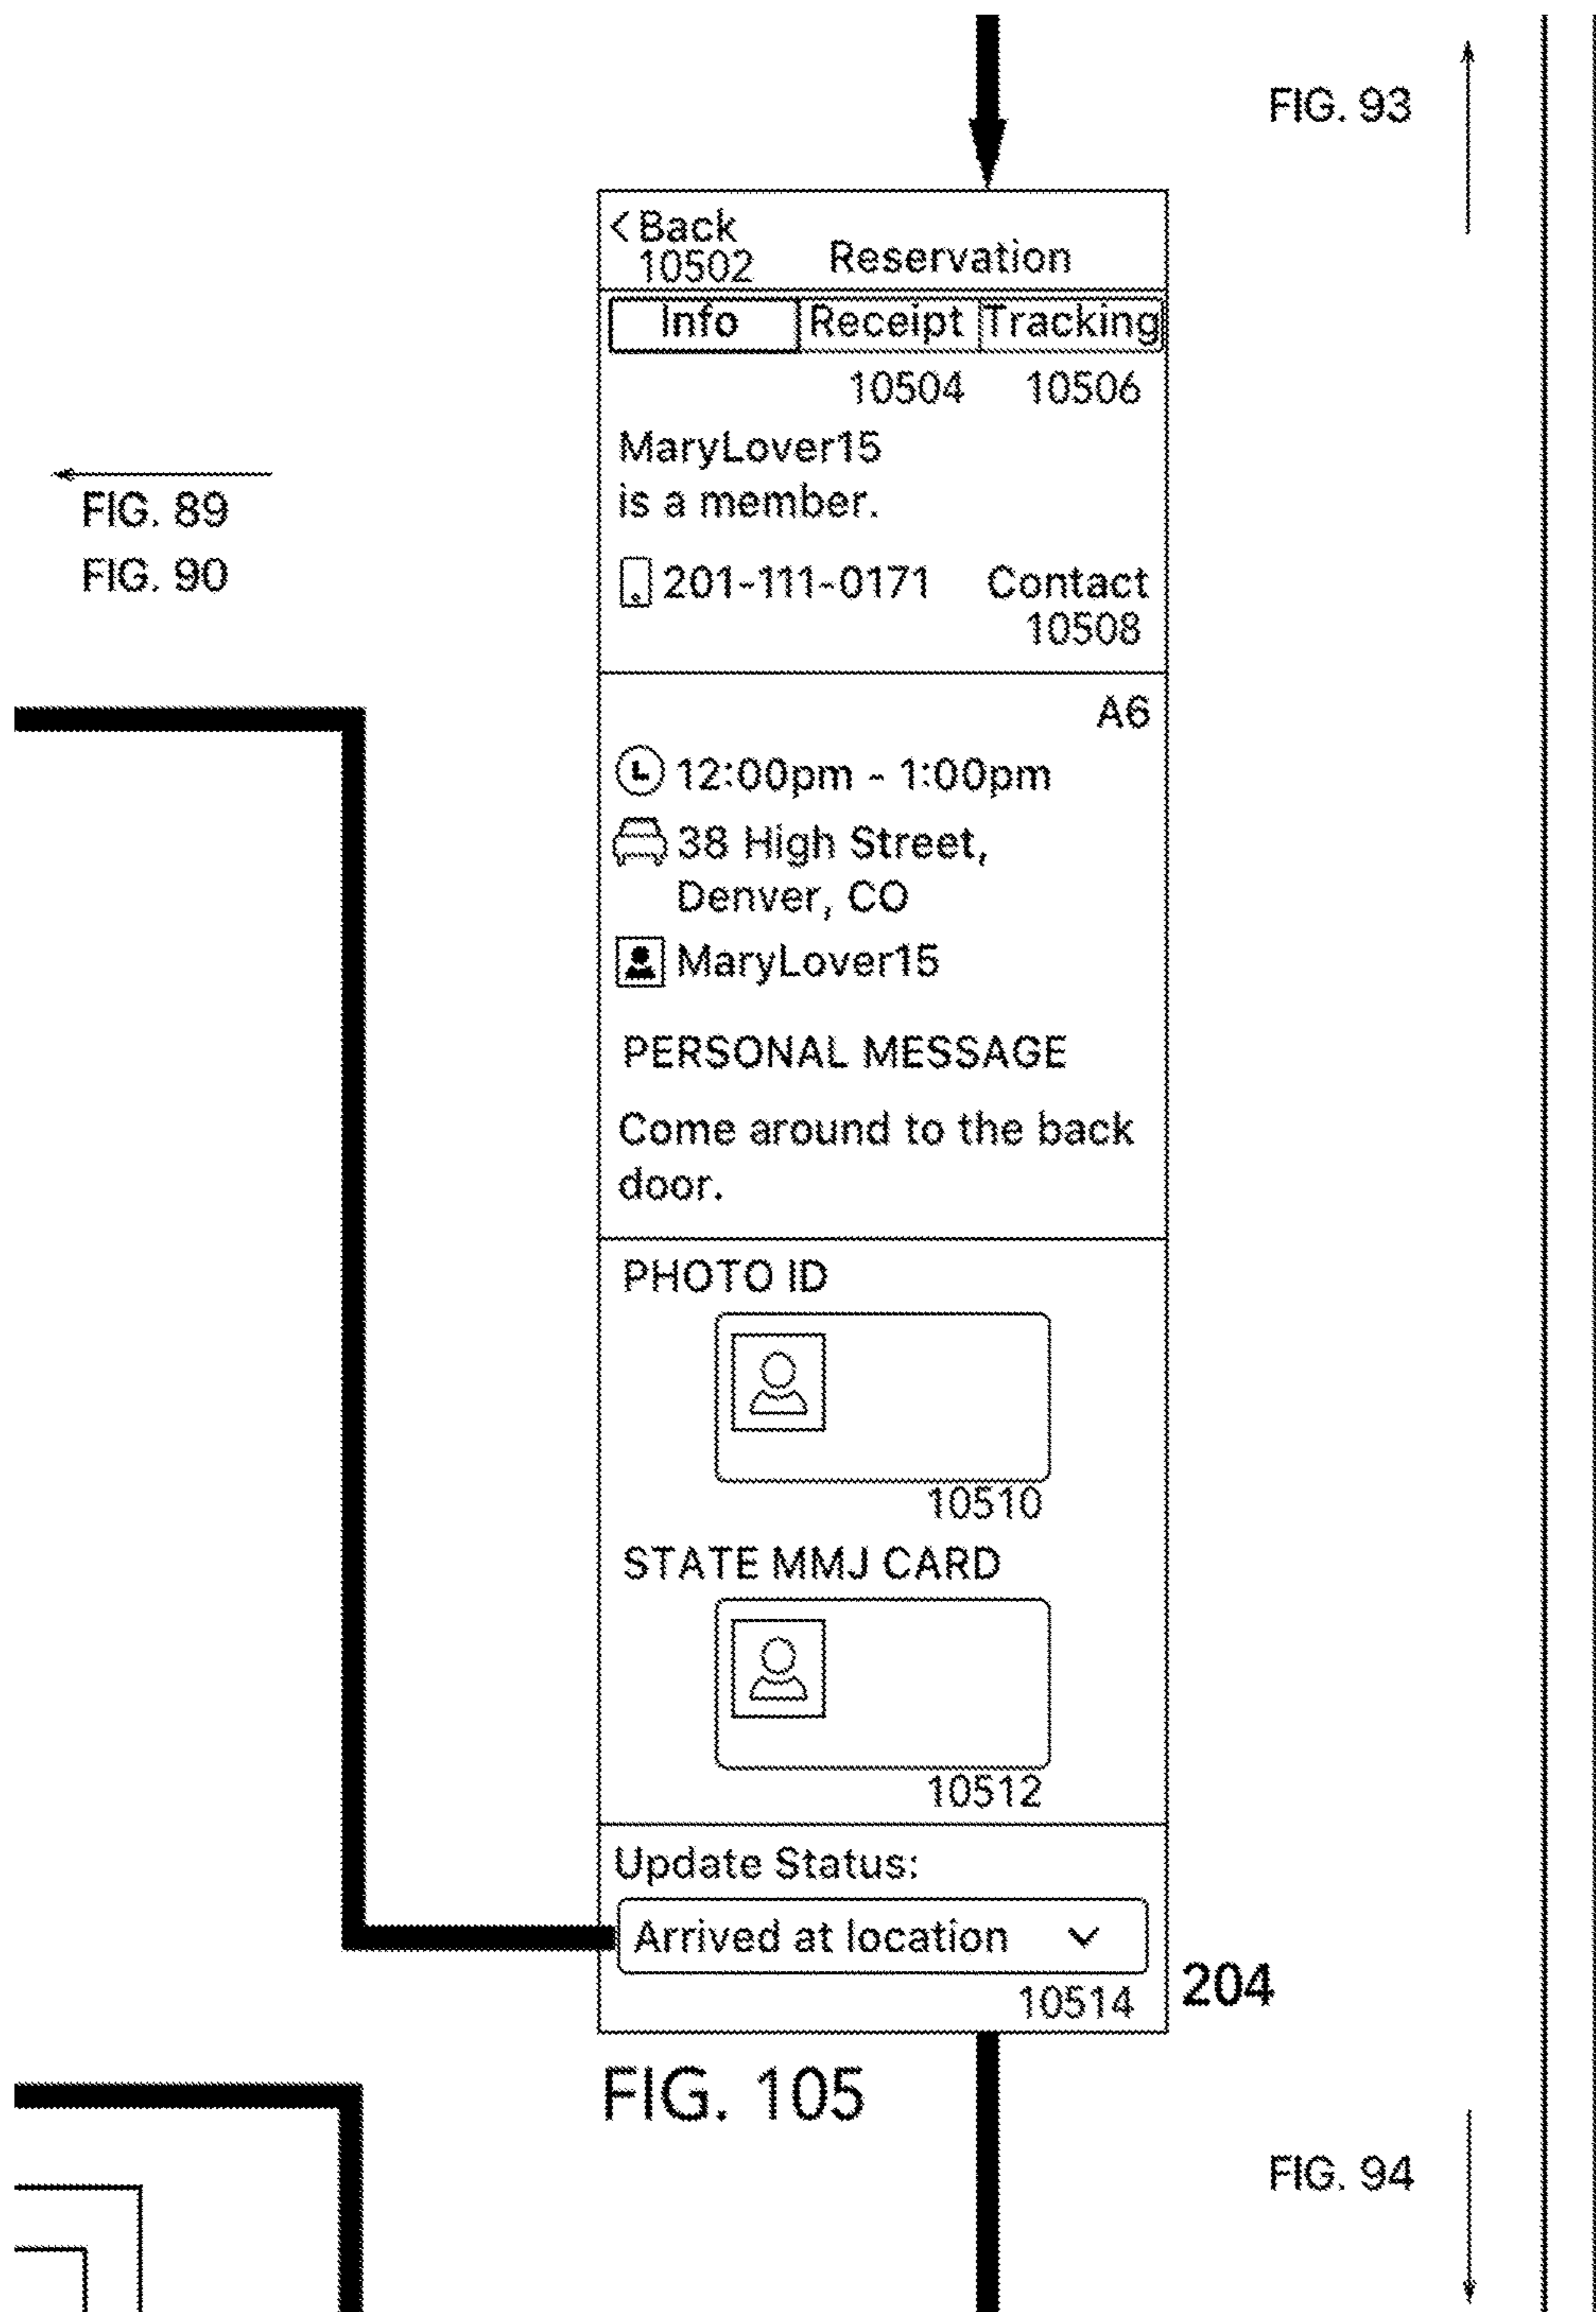 FIG. 93
< Back
10502
Reservation
Info Receipt Tracking
10504 10506
MaryLover15
is a member.
FIG. 89
FIG. 90
201-111-0171 Contact
10508
A6
12:00pm - 1:00pm
38 High Street,
Denver, CO
MaryLover15
PERSONAL MESSAGE
Come around to the back
door.
PHOTO ID
10510
STATE MMJ CARD
10512
Update Status:
Arrived at location
10514
204
FIG. 105
FIG. 94